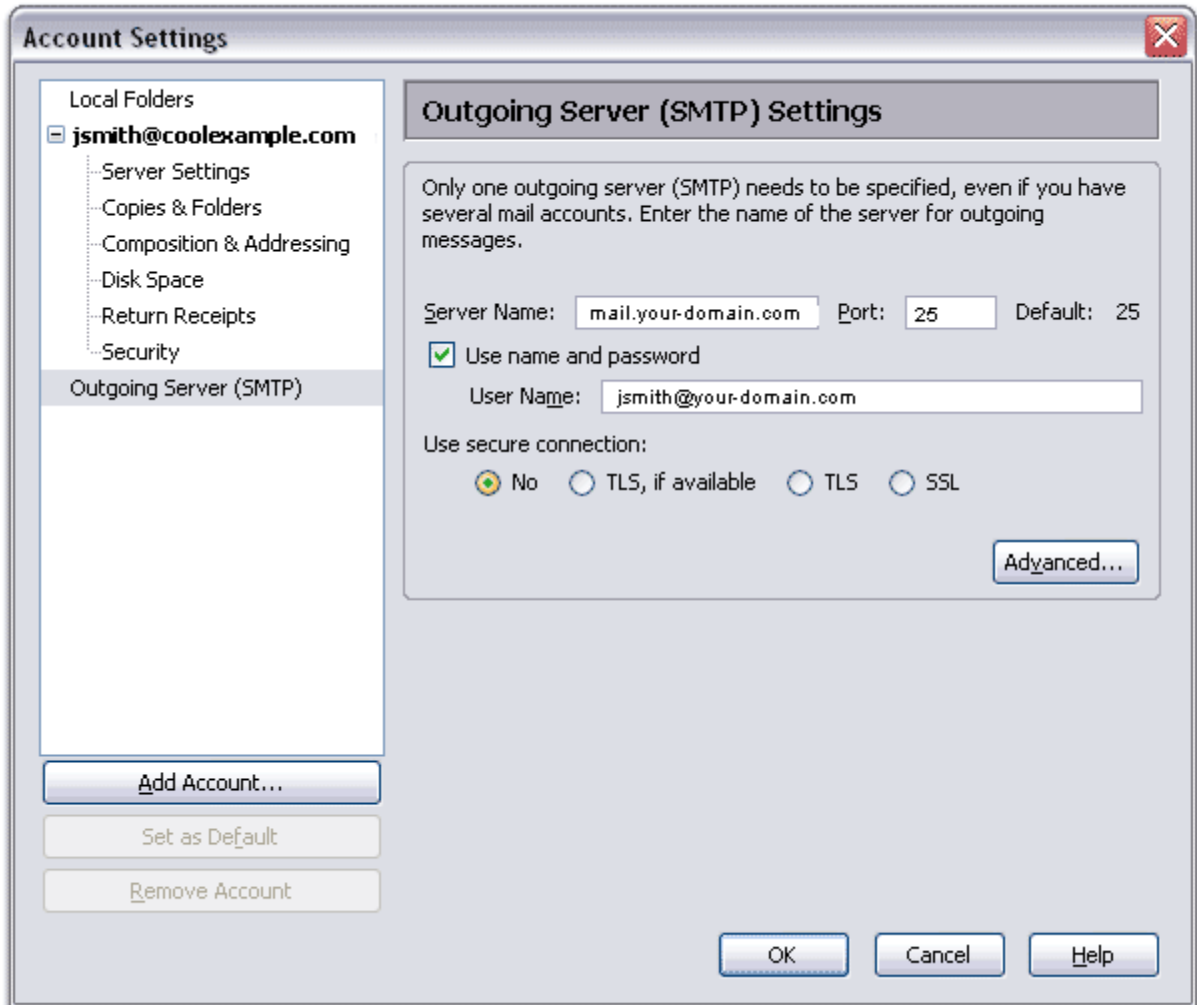 Account Settings
Local Folders
jsmith@coolexample.com
Server Settings
Copies & Folders
Composition & Addressing
Disk Space
Return Receipts
Security
Outgoing Server (SMTP)
Add Account...
Set as Default
Remove Account
Outgoing Server (SMTP) Settings
Only one outgoing server (SMTP) needs to be specified, even if you have
several mail accounts. Enter the name of the server for outgoing
messages.
Server Name: mail.your-domain.com Port: 25 Default: 25
Use name and password
User Name: jsmith@your-domain.com
Use secure connection:
No TLS, if available TLS SSL
Advanced...
OK Cancel Help